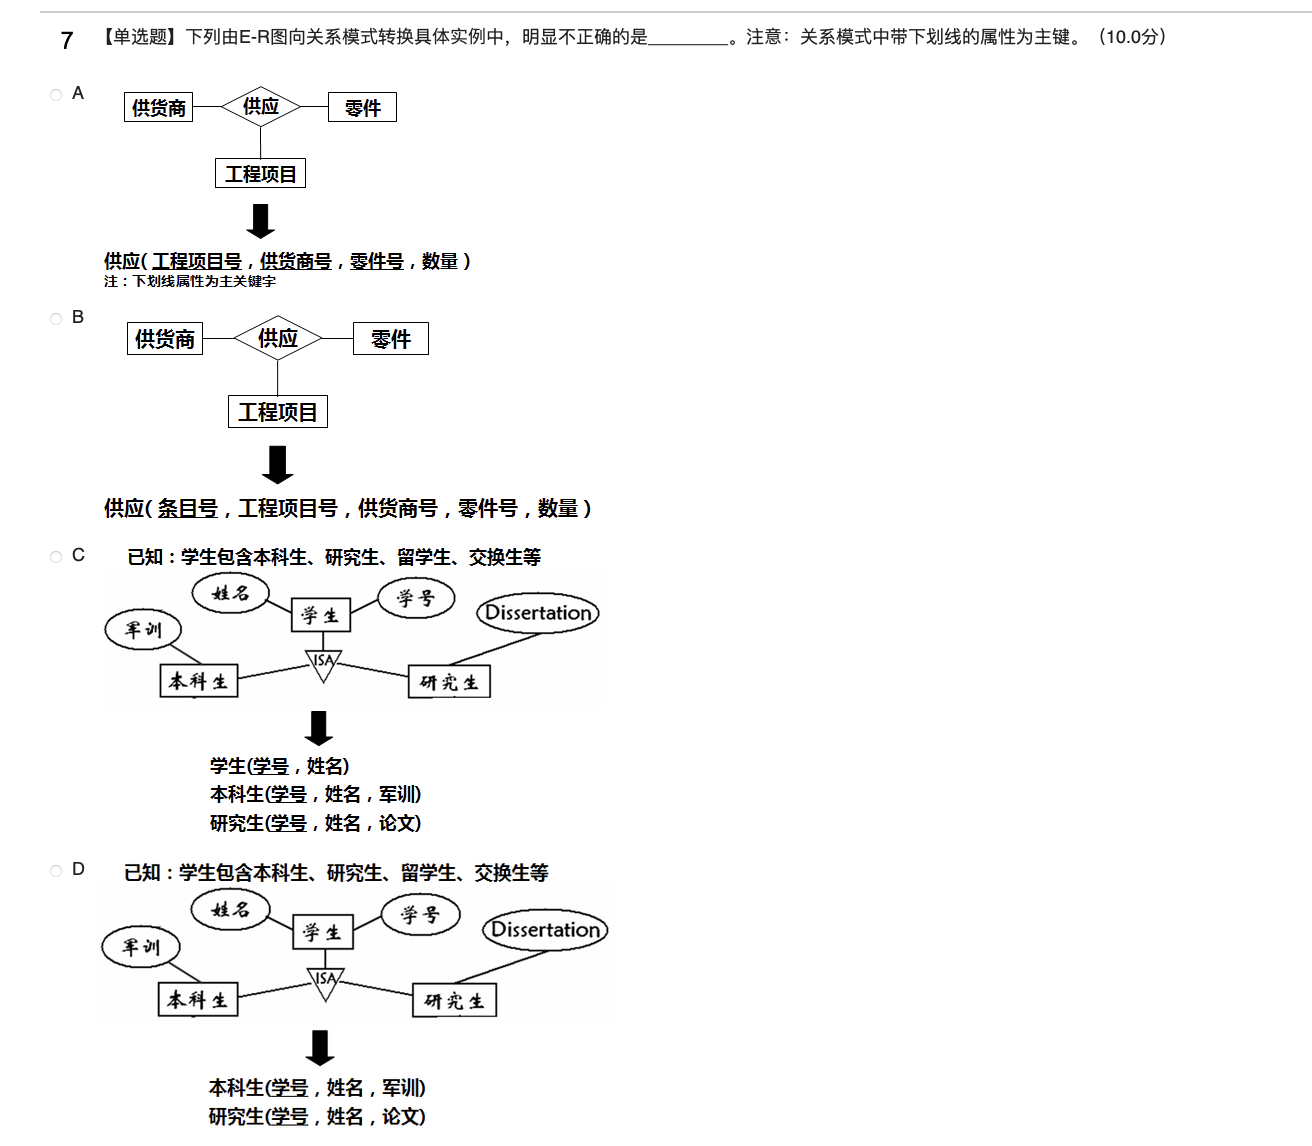 7 【单选题】下列由E-R图向关系模式转换具体实例中，明显不正确的是________。注意：关系模式中带下划线的属性为主键。（10.0分）
A
供货商 供应 零件
工程项目
供应( 工程项目号 , 供货商号 , 零件号 , 数量 )
注：下划线属性为主关键字
B
供货商 供应 零件
工程项目
供应( 条目号 , 工程项目号 , 供货商号 , 零件号 , 数量 )
C 已知：学生包含本科生、研究生、留学生、交换生等
姓名 学生 学号 Dissertation
军训
ISA
本科生 研究生
学生(学号 , 姓名)
本科生(学号 , 姓名 , 军训)
研究生(学号 , 姓名 , 论文)
D 已知：学生包含本科生、研究生、留学生、交换生等
姓名 学生 学号 Dissertation
军训
ISA
本科生 研究生
本科生(学号 , 姓名 , 军训)
研究生(学号 , 姓名 , 论文)